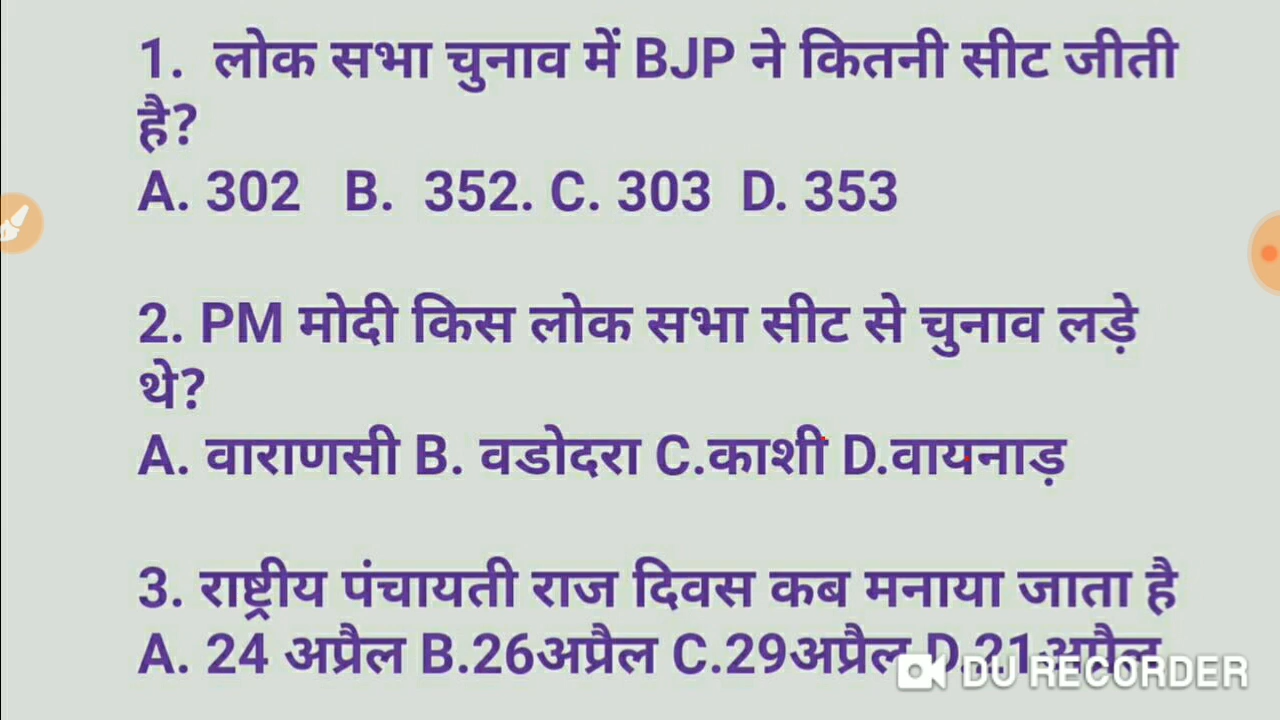 1. लोक सभा चुनाव में BJP ने कितनी सीट जीती
है?
A. 302 B. 352. C. 303 D. 353
2. PM मोदी किस लोक सभा सीट से चुनाव लड़े
थे?
A. वाराणसी B. वडोदरा C.काशी D.वायनाड़
3. राष्ट्रीय पंचायती राज दिवस कब मनाया जाता है
A. 24 अप्रैल B.26अप्रैल C.29अप्रैल D.21अप्रैल
DU RECORDER